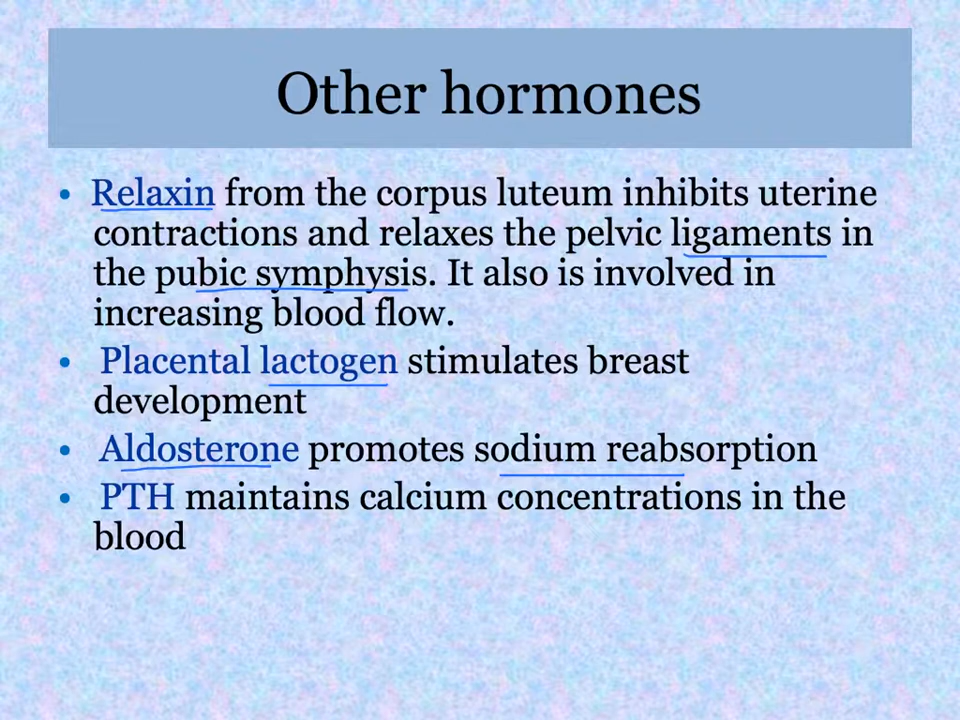 Other hormones
• Relaxin from the corpus luteum inhibits uterine
contractions and relaxes the pelvic ligaments in
the pubic symphysis. It also is involved in
increasing blood flow.
• Placental lactogen stimulates breast
development
• Aldosterone promotes sodium reabsorption
• PTH maintains calcium concentrations in the
blood